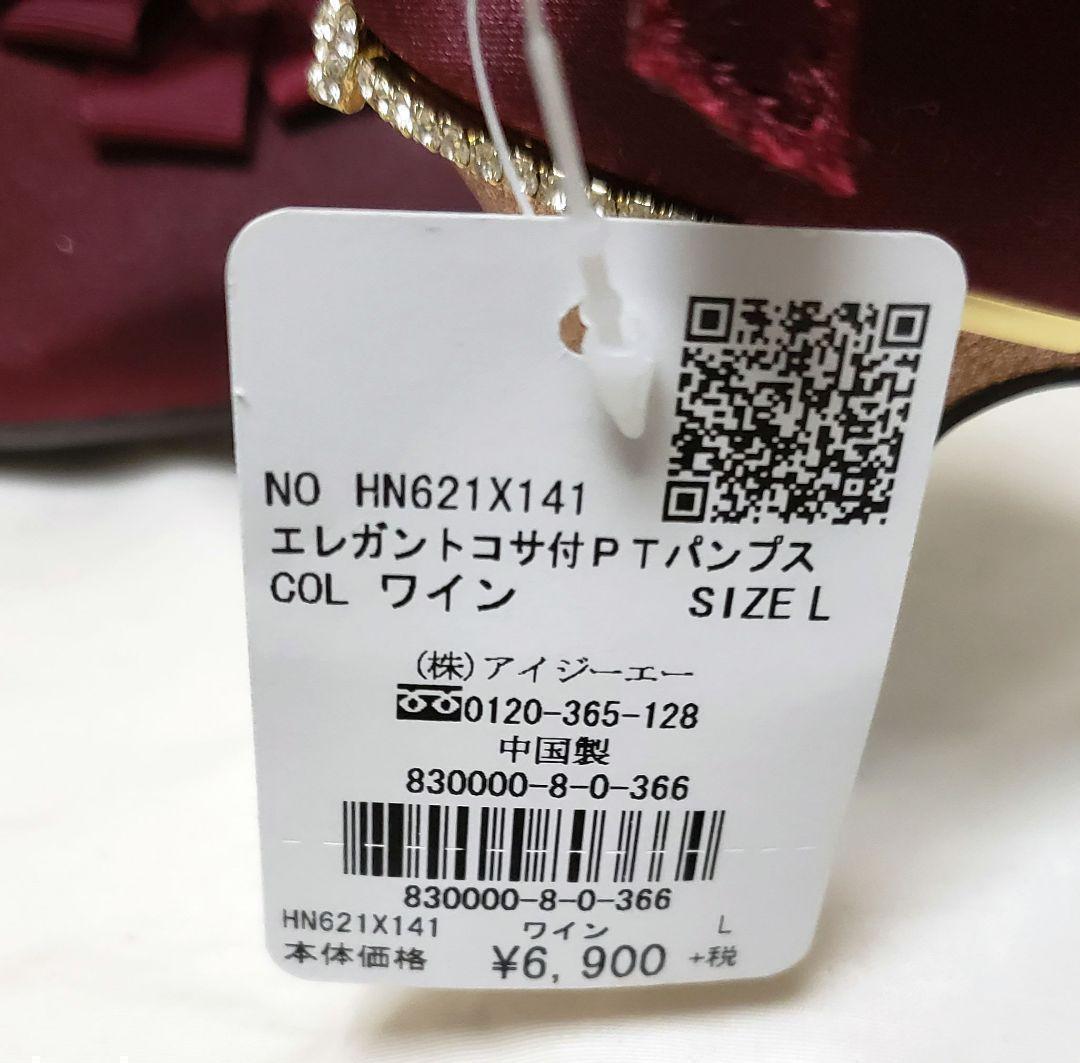 NO HN621X141
エレガントコサ付PTパンプス
COL ワイン SIZE L
(株)アイジーエー
0120-365-128
中国製
830000-8-0-366
830000-8-0-366
HN621X141 ワイン L
本体価格 ¥6,900 +税